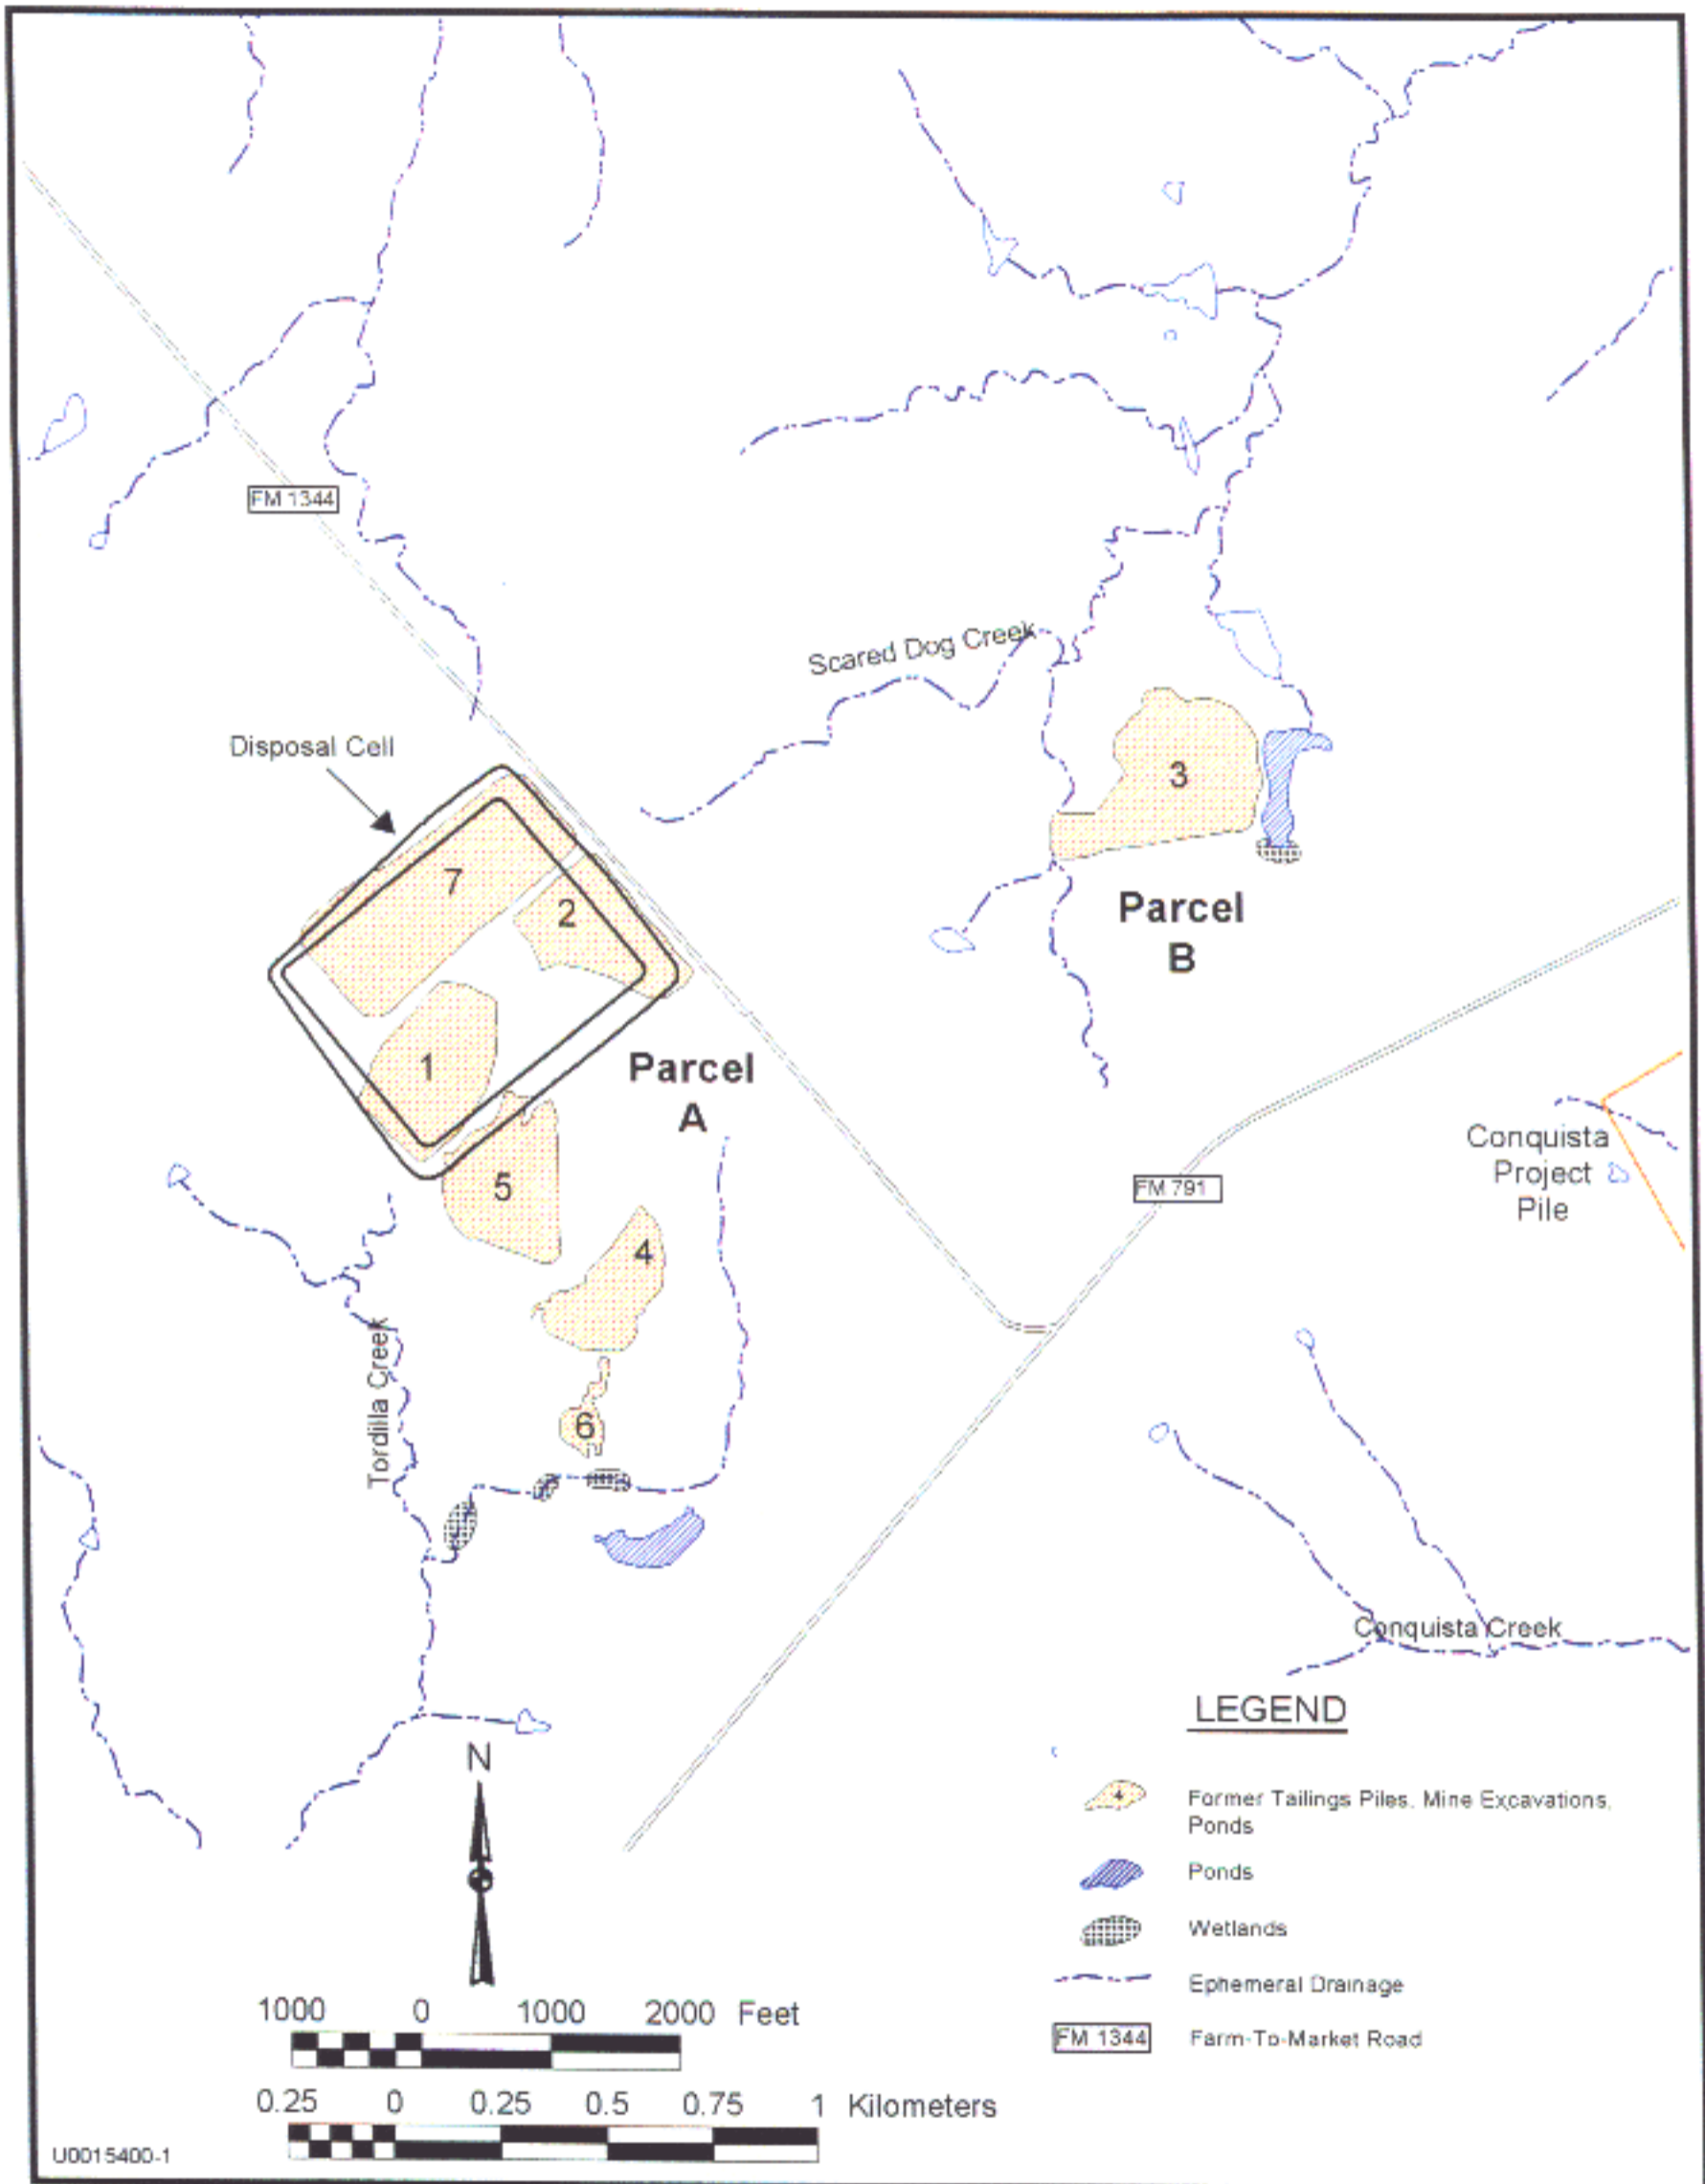 FM 1344
Scared Dog Creek
Disposal Cell
3
7
2
Parcel
B
1
Parcel
A
Conquista
Project
Pile
FM 791
5
4
Tordilla Creek
6
Conquista Creek
LEGEND
N
4
Former Tailings Piles, Mine Excavations,
Ponds
Ponds
Wetlands
Ephemeral Drainage
FM 1344
Farm-To-Market Road
1000 0 1000 2000 Feet
0.25 0 0.25 0.5 0.75 1 Kilometers
U0015400-1